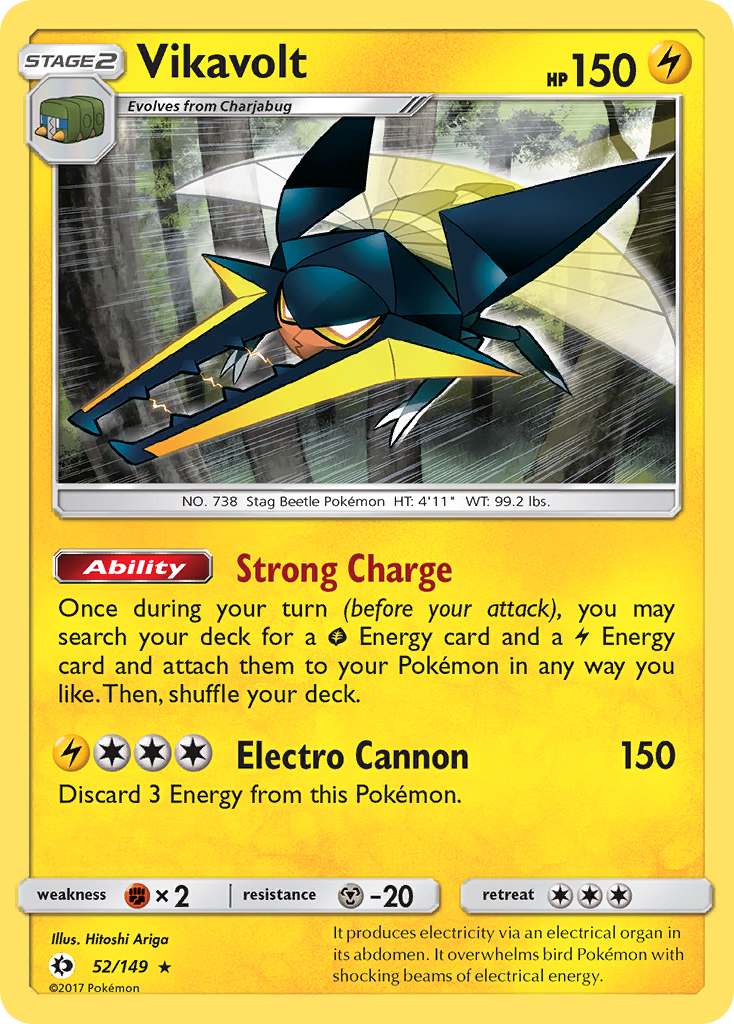 STAGE2 Vikavolt HP 150
Evolves from Charjabug
NO. 738 Stag Beetle Pokémon HT: 4'11" WT: 99.2 lbs.
Ability Strong Charge
Once during your turn (before your attack), you may
search your deck for a Energy card and a Energy
card and attach them to your Pokémon in any way you
like. Then, shuffle your deck.
Electro Cannon 150
Discard 3 Energy from this Pokémon.
weakness × 2 resistance -20 retreat
Illus. Hitoshi Ariga
52/149 ★
©2017 Pokémon
It produces electricity via an electrical organ in
its abdomen. It overwhelms bird Pokémon with
shocking beams of electrical energy.